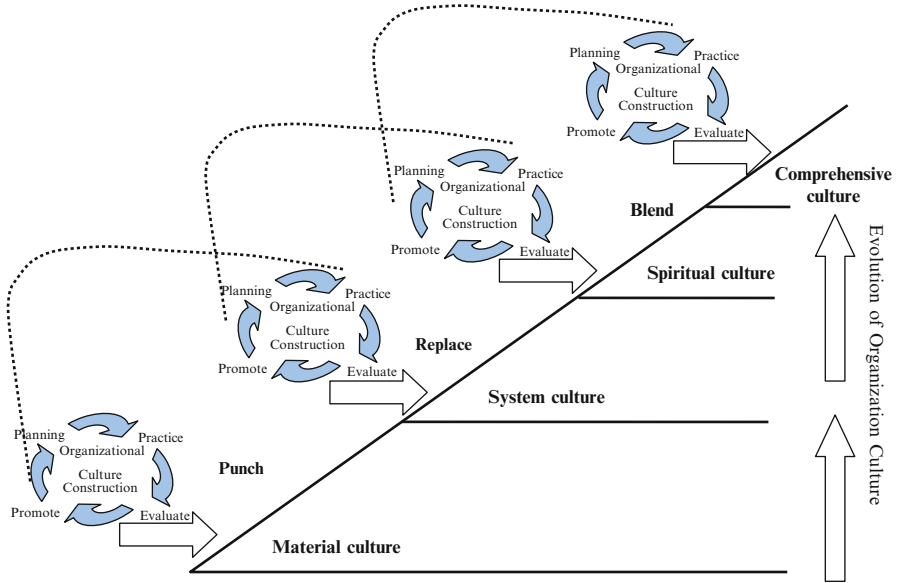 Planning
Practice
Organizational
Culture
Construction
Promote
Evaluate
Comprehensive
culture
Planning
Practice
Organizational
Culture
Construction
Promote
Evaluate
Blend
Spiritual culture
Planning
Practice
Organizational
Culture
Construction
Promote
Evaluate
Replace
System culture
Planning
Practice
Organizational
Culture
Construction
Promote
Evaluate
Punch
Material culture
Evolution of Organization Culture